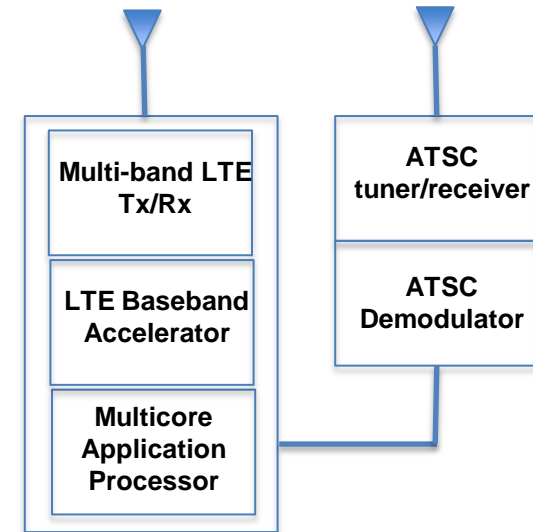 Multi-band LTE
Tx/Rx
LTE Baseband
Accelerator
Multicore
Application
Processor
ATSC
tuner/receiver
ATSC
Demodulator